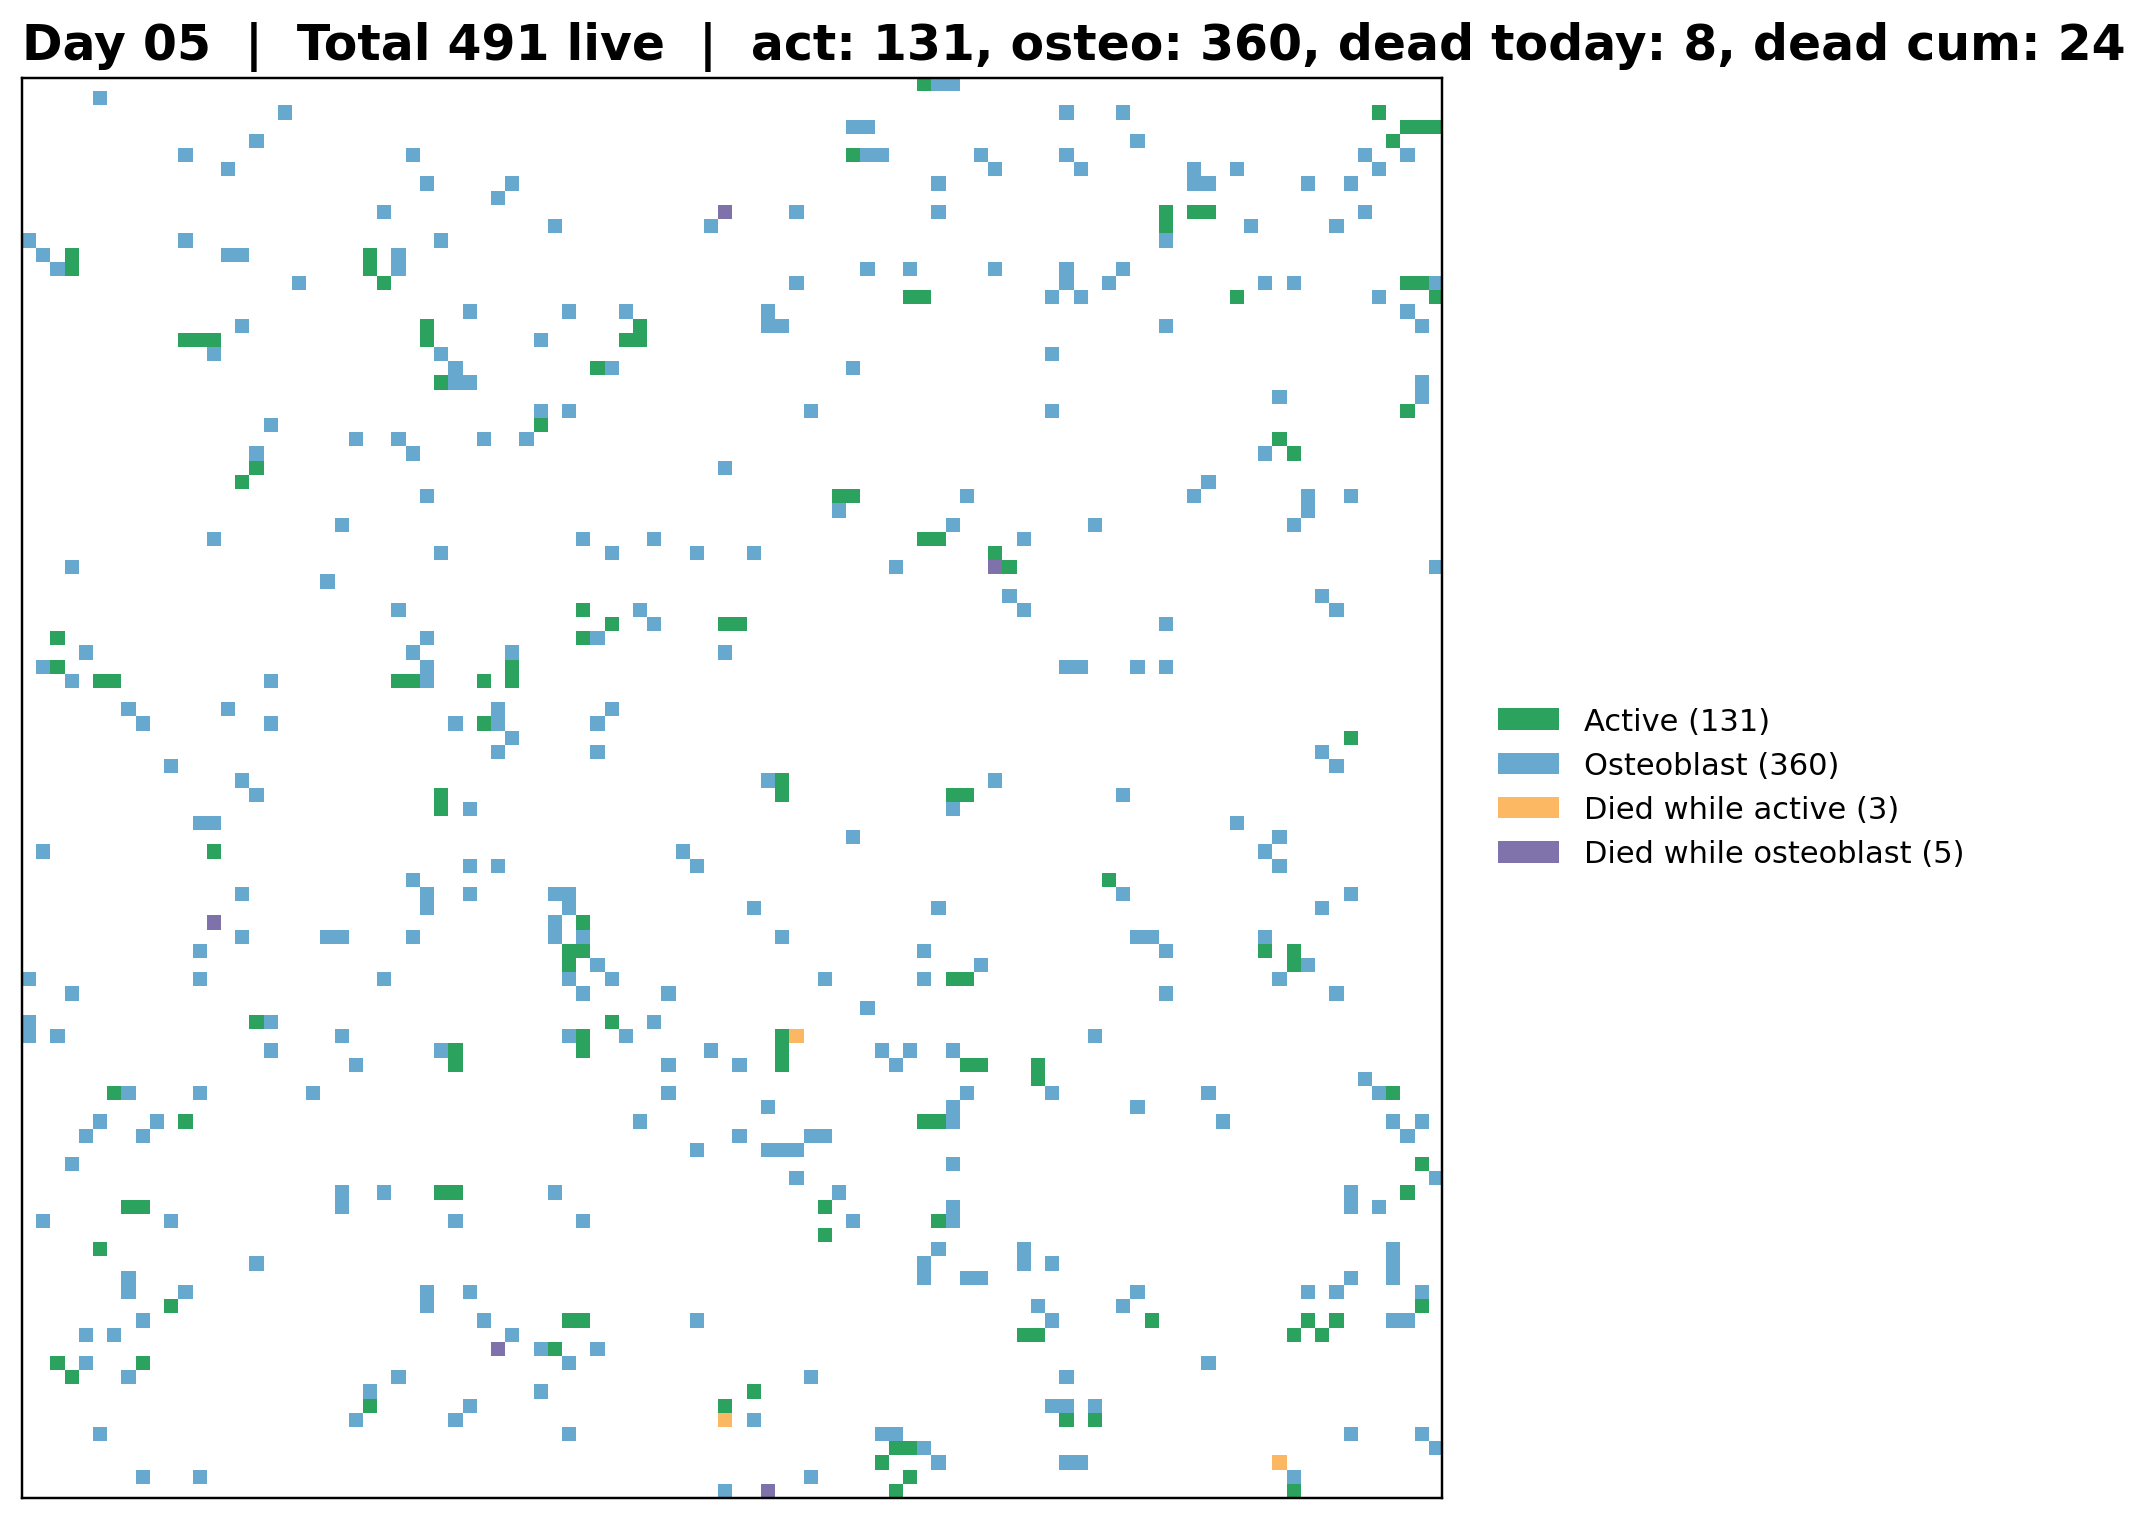 Day 05 | Total 491 live | act: 131, osteo: 360, dead today: 8, dead cum: 24
Active (131)
Osteoblast (360)
Died while active (3)
Died while osteoblast (5)